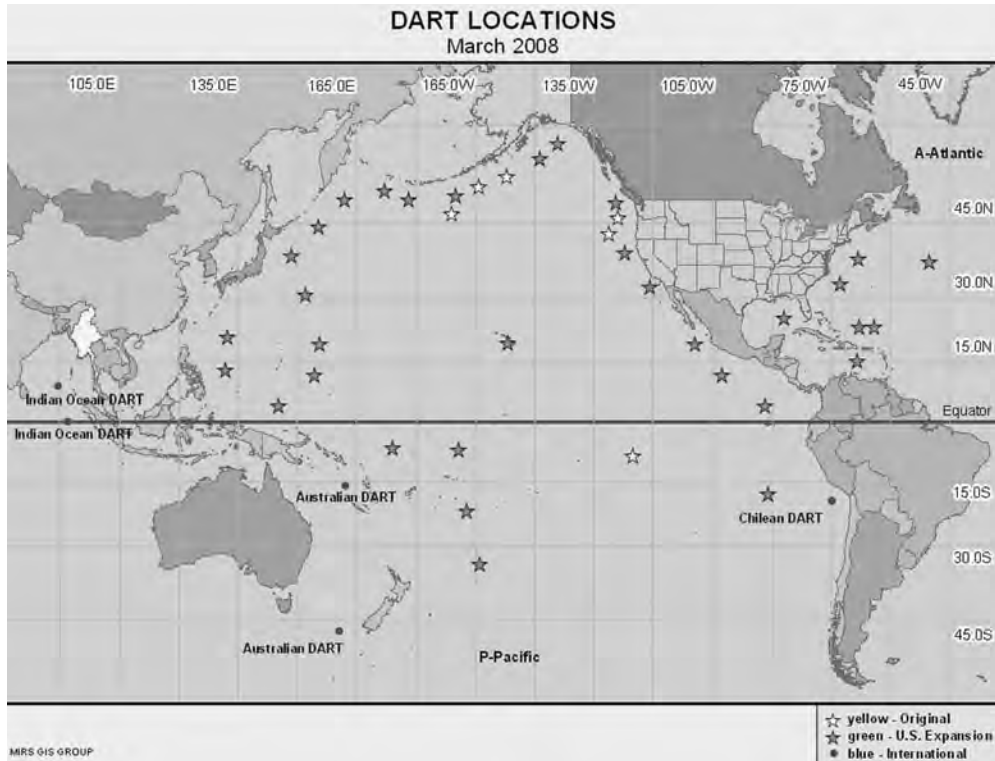 DART LOCATIONS
March 2008
105.0E 135.0E 165.0E 165.0W 135.0W 105.0W 75.0W 45.0W
A-Atlantic
45.0N
30.0N
15.0N
Indian Ocean DART
Equator
Indian Ocean DART
15.0S
Australian DART
Chilean DART
30.0S
45.0S
Australian DART
P-Pacific
yellow - Original
green - U.S. Expansion
blue - International
MIRS GIS GROUP